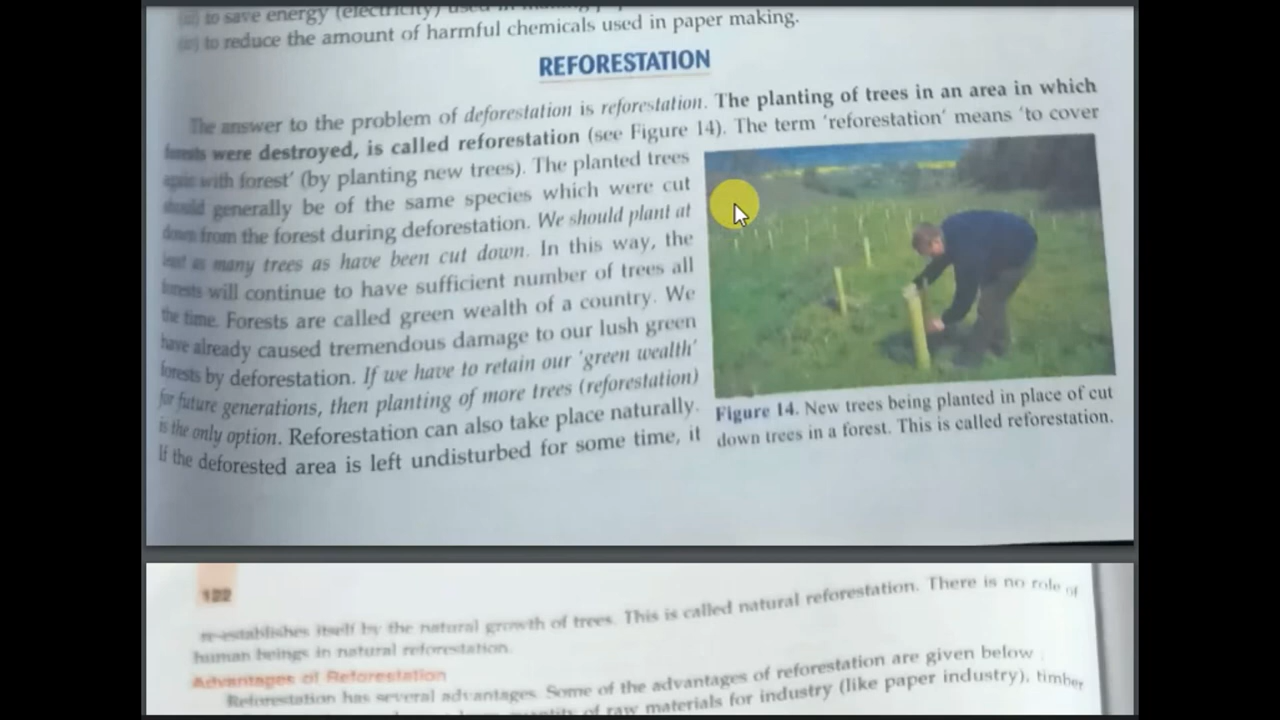 to save energy (electricity) used in
to reduce the amount of harmful chemicals used in paper making.
REFORESTATION
The answer to the problem of deforestation is reforestation. The planting of trees in an area in which
forests were destroyed, is called reforestation (see Figure 14). The term 'reforestation' means 'to cover
again with forest' (by planting new trees). The planted trees
should generally be of the same species which were cut
down from the forest during deforestation. We should plant at
least as many trees as have been cut down. In this way, the
forests will continue to have sufficient number of trees all
the time. Forests are called green wealth of a country. We
have already caused tremendous damage to our lush green
forests by deforestation. If we have to retain our 'green wealth'
for future generations, then planting of more trees (reforestation)
is the only option. Reforestation can also take place naturally.
If the deforested area is left undisturbed for some time, it
Figure 14. New trees being planted in place of cut
down trees in a forest. This is called reforestation.
122
re-establishes itself by the natural growth of trees. This is called natural reforestation. There is no role of
human beings in natural reforestation.
Advantages of Reforestation
Reforestation has several advantages. Some of the advantages of reforestation are given below
quantity of raw materials for industry (like paper industry), timber